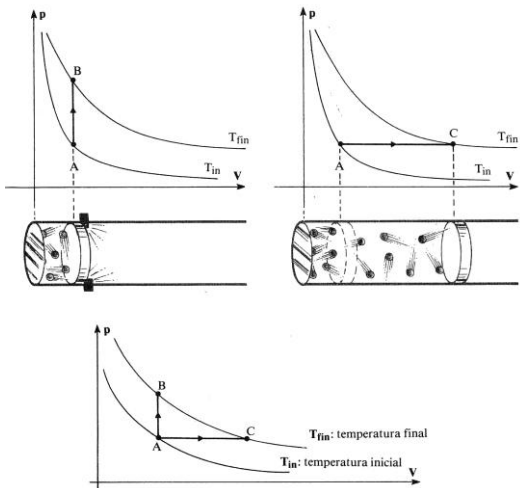 p
B
T_fin
A
T_in
V
p
C
T_fin
A
T_in
V
p
B
C
T_fin: temperatura final
A
T_in: temperatura inicial
V